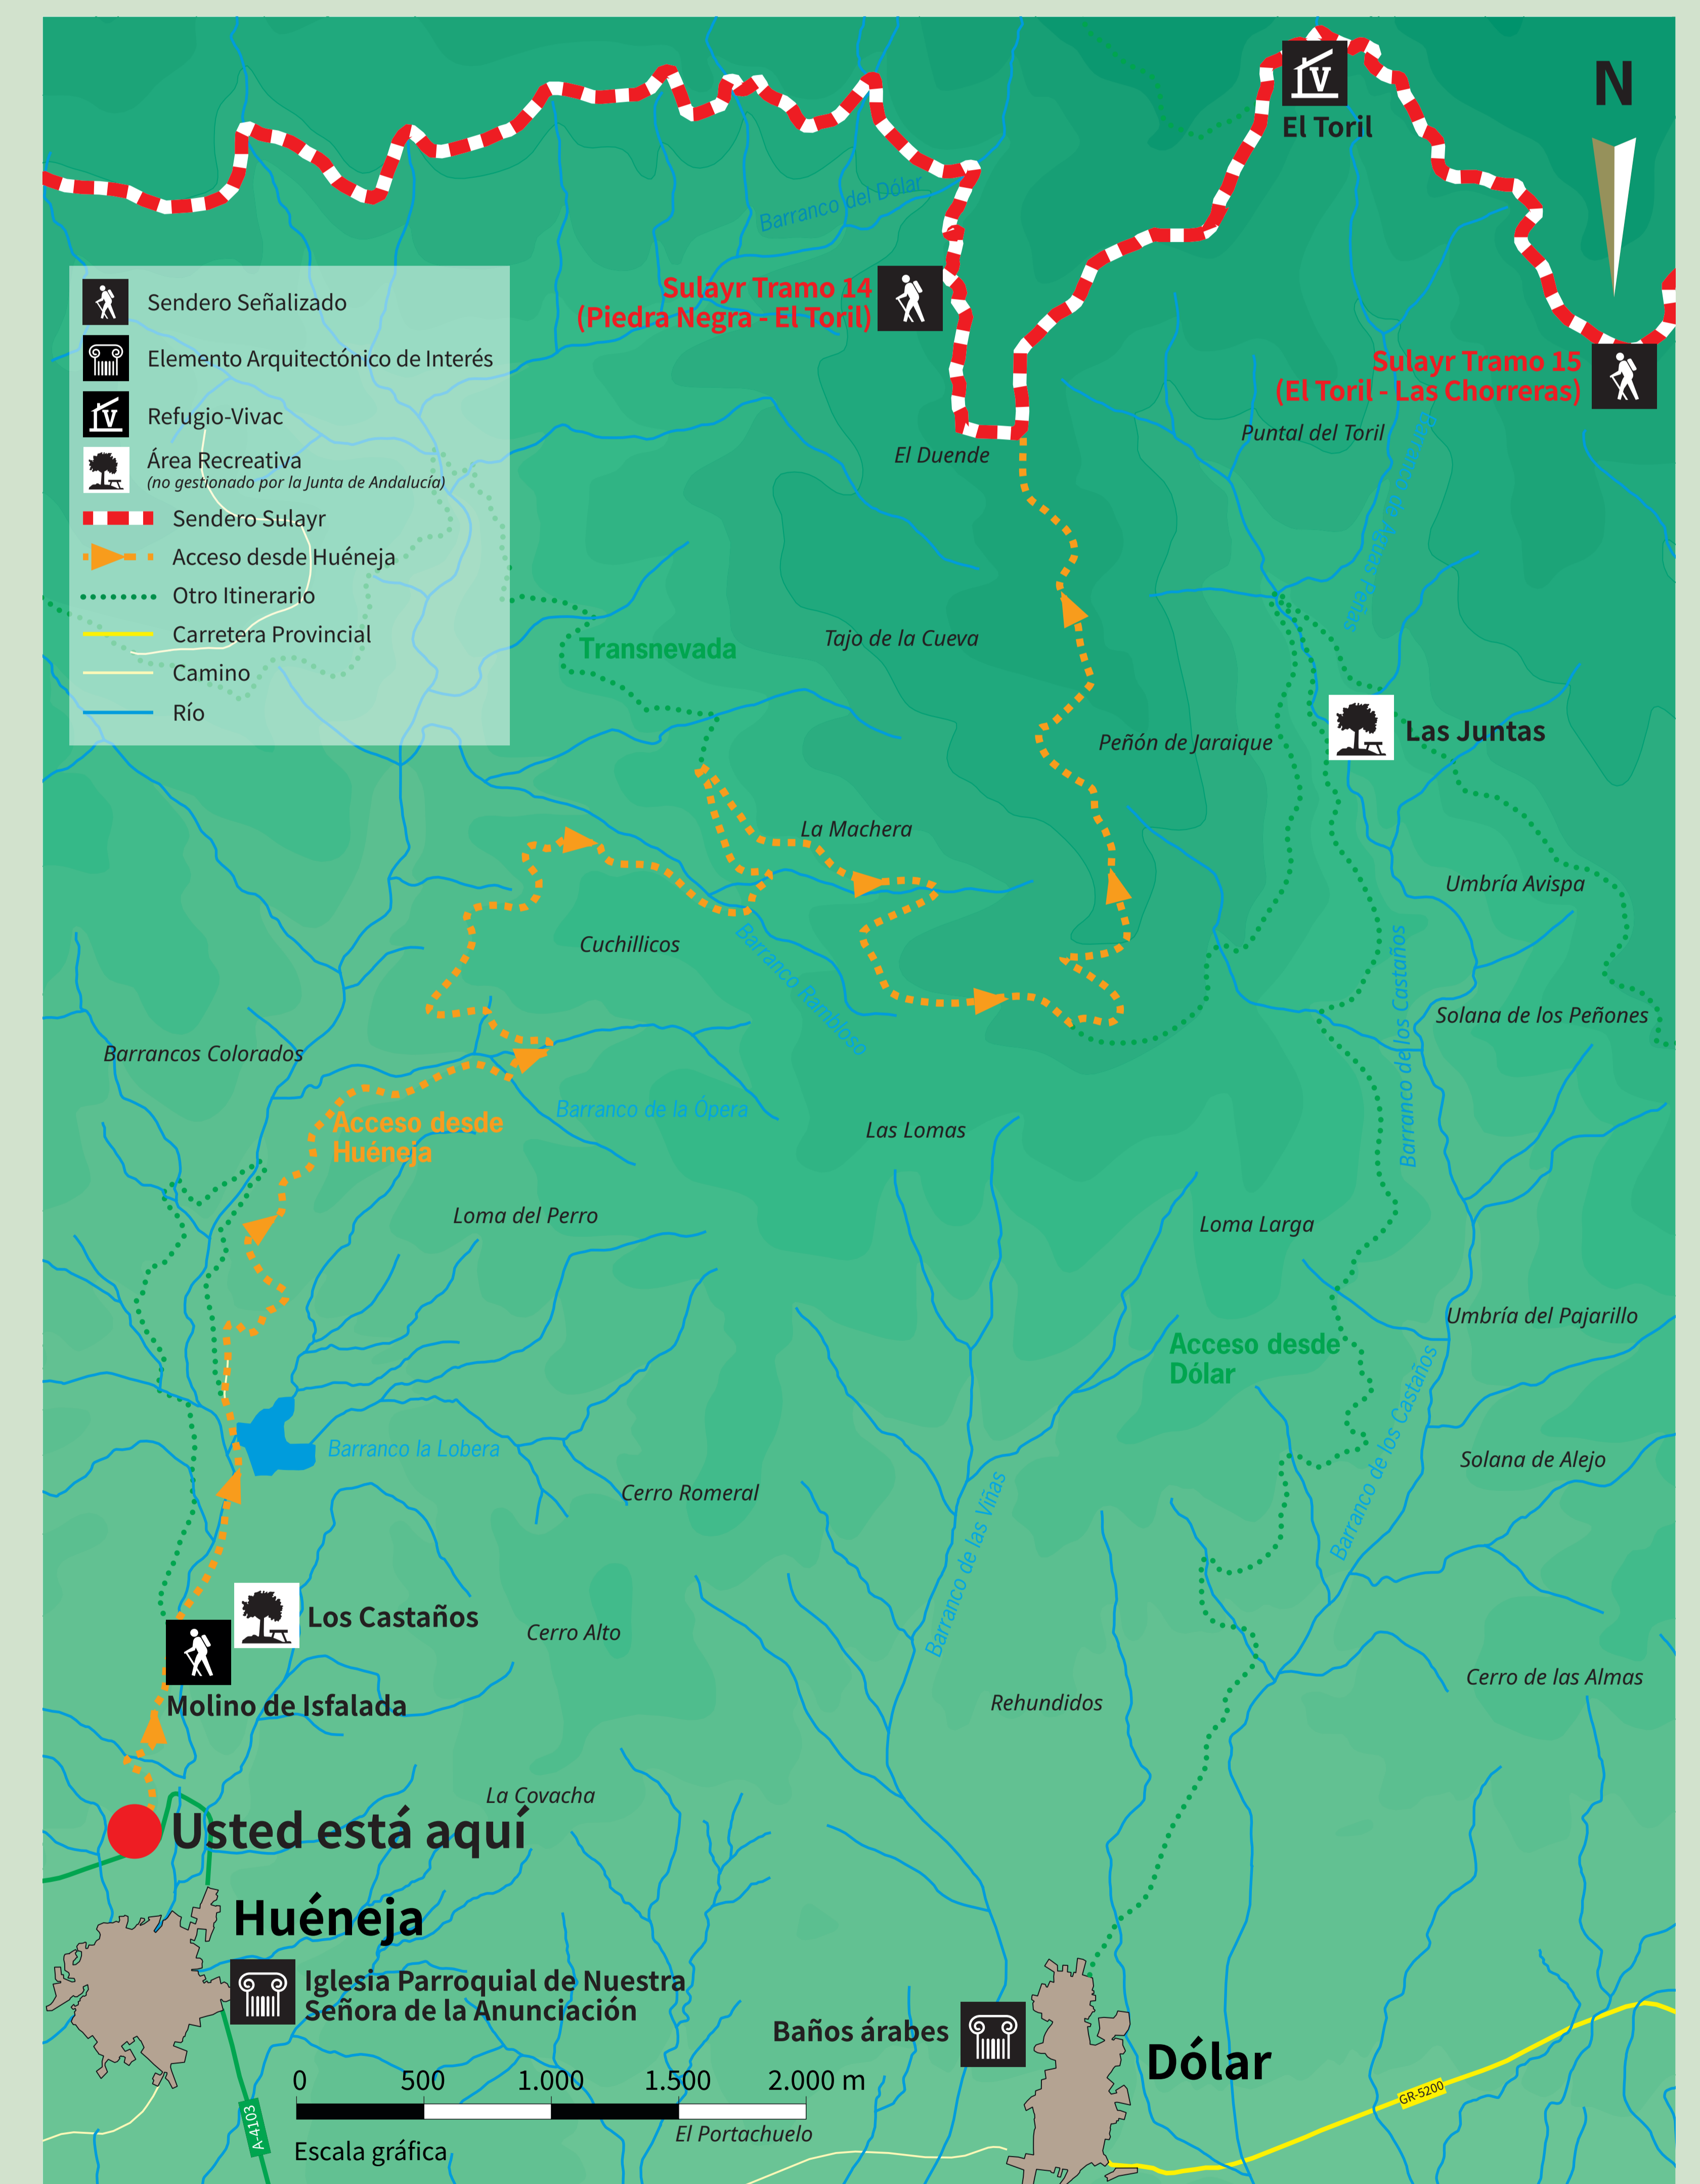 N
El Toril
Barranco del Dólar
Sulayr Tramo 14
(Piedra Negra - El Toril)
Sendero Señalizado
Elemento Arquitectónico de Interés
Refugio-Vivac
Área Recreativa
(no gestionado por la Junta de Andalucía)
Sendero Sulayr
Acceso desde Huéneja
Otro Itinerario
Carretera Provincial
Camino
Río
Sulayr Tramo 15
(El Toril - Las Chorreras)
Puntal del Toril
El Duende
Barranco de Aguas Peñas
Transnevada
Tajo de la Cueva
Peñón de Jaraique
Las Juntas
La Machera
Umbría Avispa
Cuchillicos
Barranco Rambloso
Barranco de los Castaños
Solana de los Peñones
Barrancos Colorados
Barranco de la Ópera
Acceso desde
Huéneja
Las Lomas
Loma del Perro
Loma Larga
Umbría del Pajarillo
Acceso desde
Dólar
Barranco de los Castaños
Barranco la Lobera
Solana de Alejo
Cerro Romeral
Barranco de las Viñas
Los Castaños
Cerro Alto
Cerro de las Almas
Molino de Isfalada
Rehundidos
La Covacha
Usted está aquí
Huéneja
Iglesia Parroquial de Nuestra
Señora de la Anunciación
Baños árabes
Dólar
0 500 1.000 1.500 2.000 m
GR-5200
A-4103
El Portachuelo
Escala gráfica
V
V